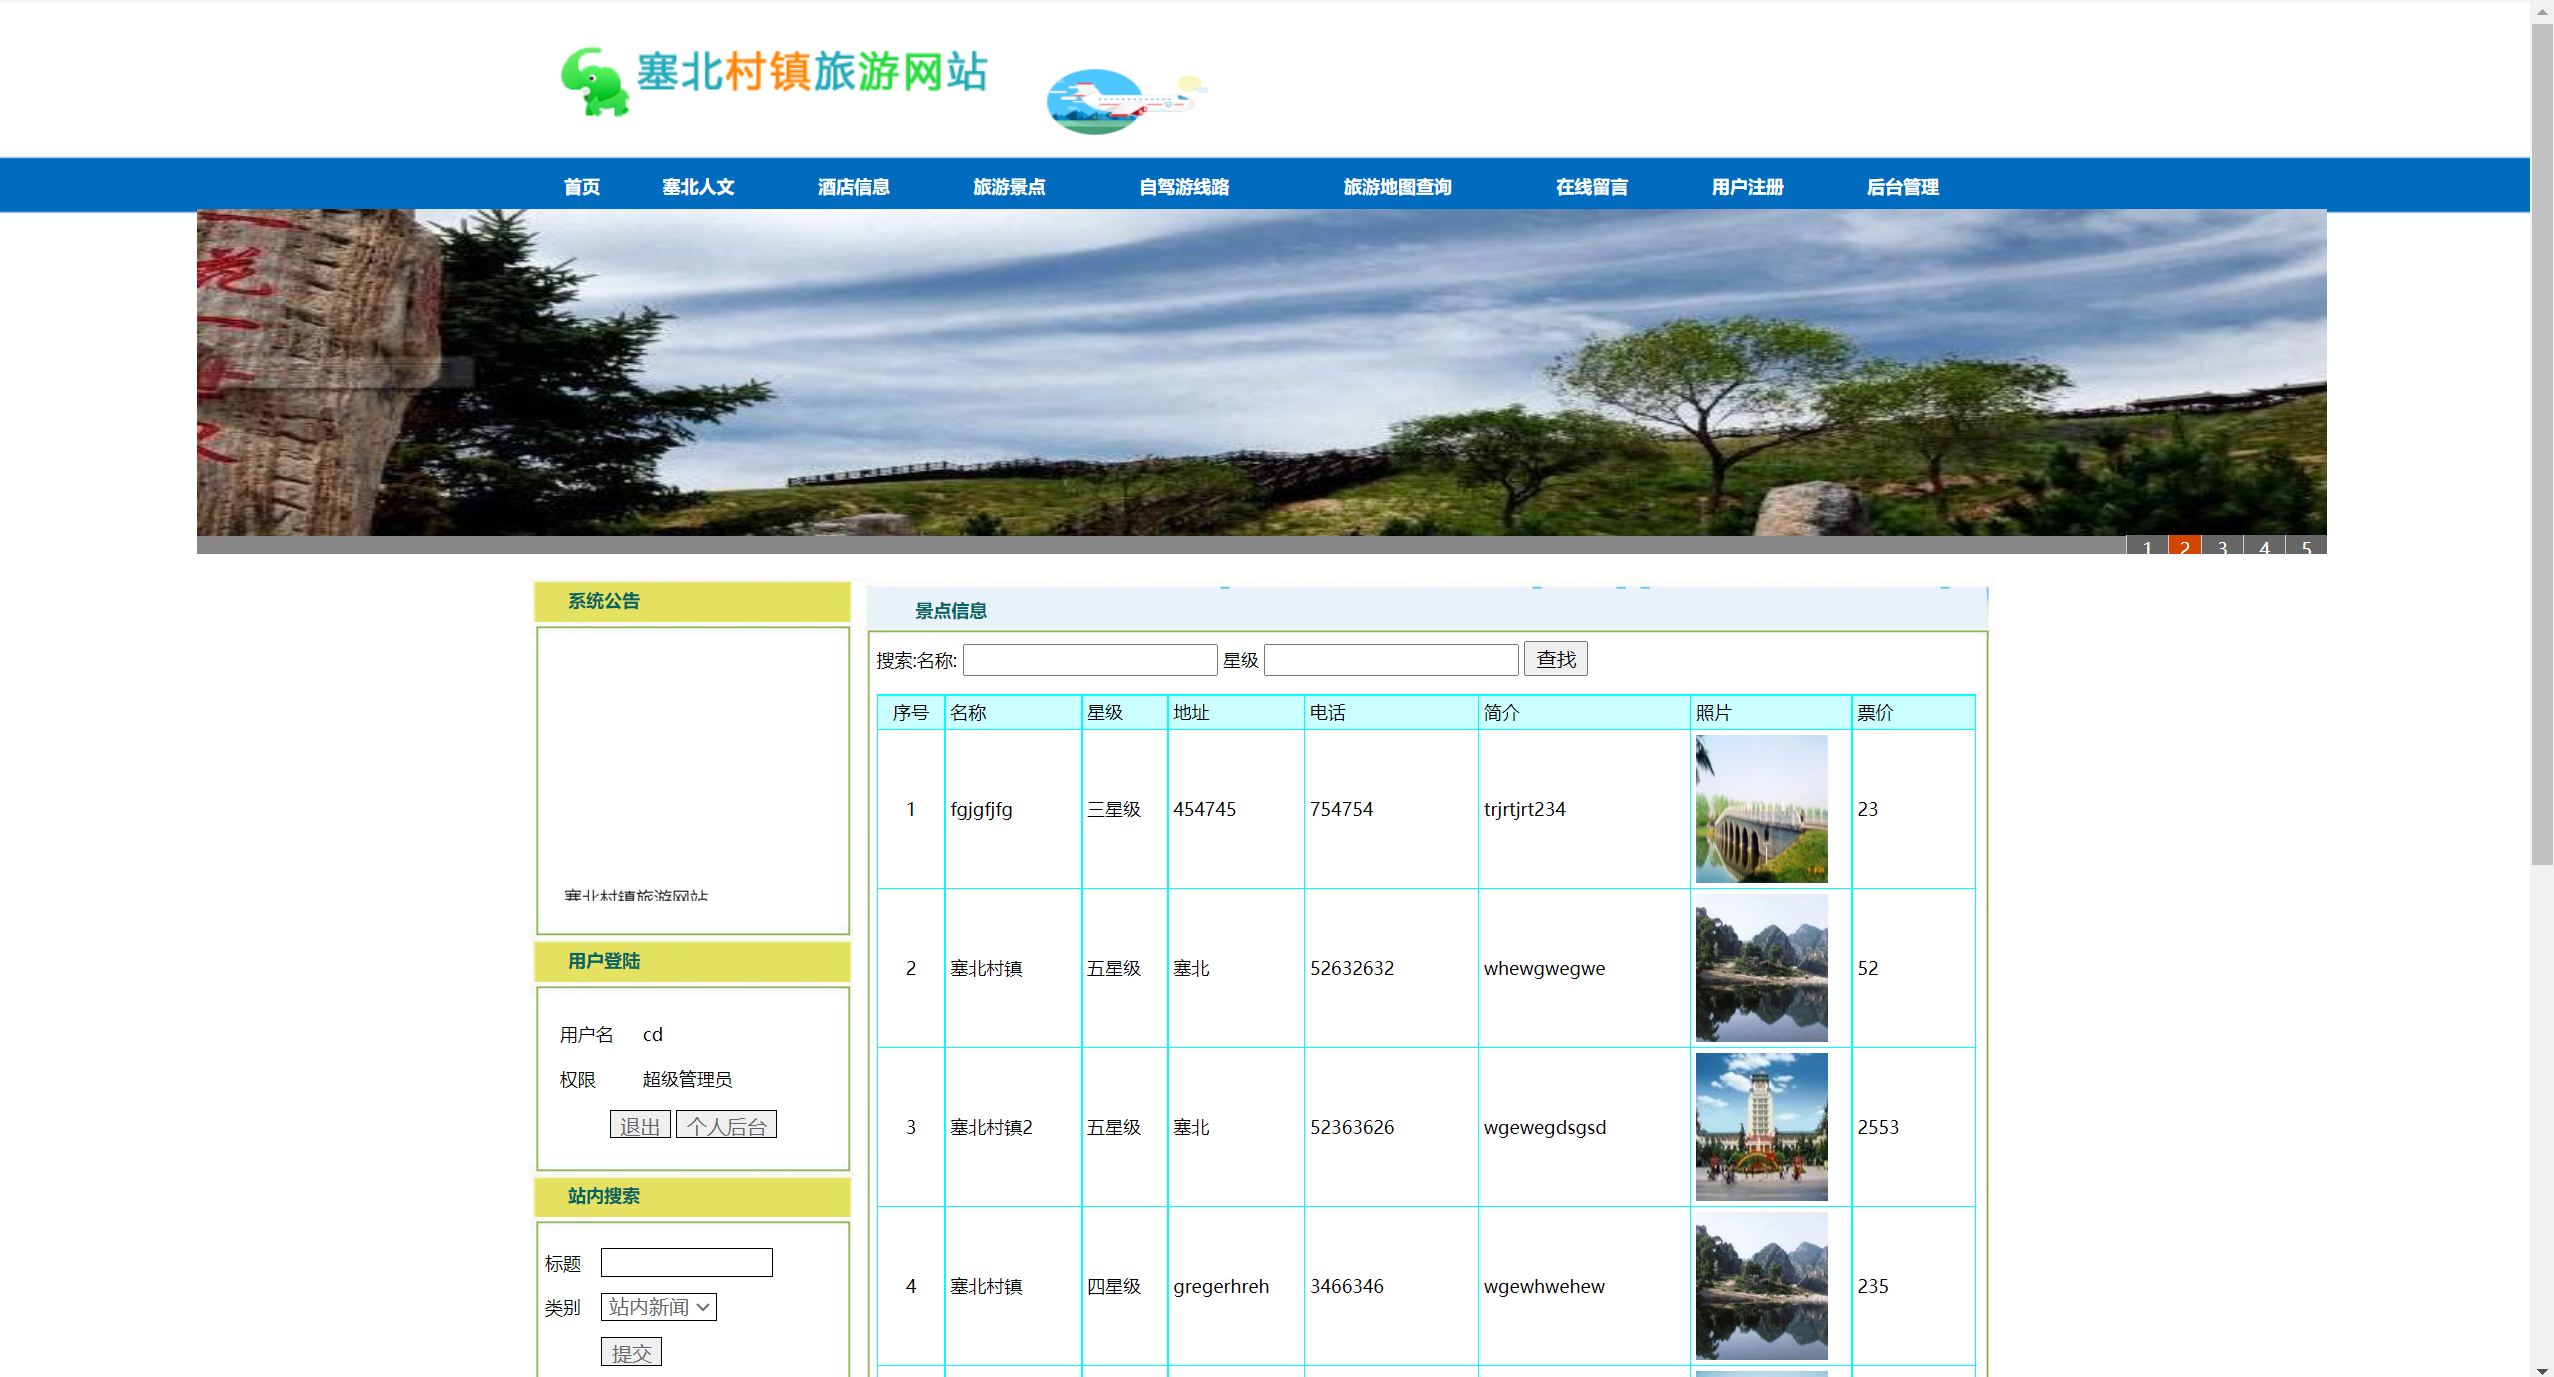 塞北村镇旅游网站
首页 塞北人文 酒店信息 旅游景点 自驾游线路 旅游地图查询 在线留言 用户注册 后台管理
1 2 3 4 5
系统公告
塞北村镇旅游网站
用户登陆
用户名 cd
权限 超级管理员
退出 个人后台
站内搜索
标题
类别 站内新闻
提交
景点信息
搜索:名称: 星级 查找
序号 名称 星级 地址 电话 简介 照片 票价
1 fgjgfjfg 三星级 454745 754754 trjrtjrt234 23
2 塞北村镇 五星级 塞北 52632632 whewgwegwe 52
3 塞北村镇2 五星级 塞北 52363626 wgewegdsgsd 2553
4 塞北村镇 四星级 gregerhreh 3466346 wgewhwehew 235